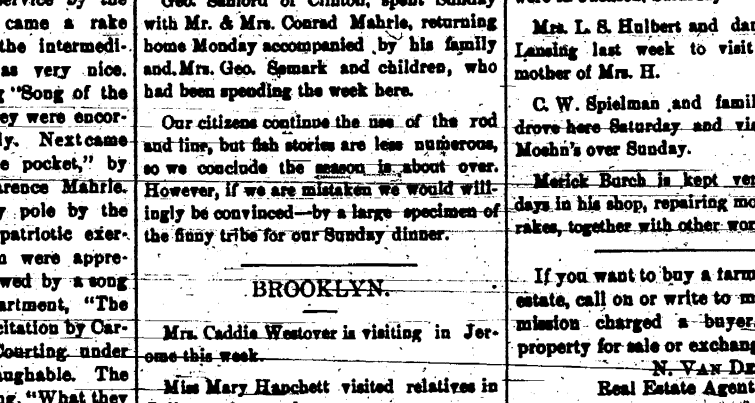 service by the
came a rake
the intermedi-
as very nice.
"Song of the
ey were encor-
ly. Next came
e pocket," by
arence Mahrle.
y pole by the
patriotic exer-
n were appre-
wed by a song
artment, "The
citation by Car-
Courting under
aughable. The
ng, "What they
Geo. Sanford of Clinton, spent Sunday
with Mr. & Mrs. Conrad Mahrle, returning
home Monday accompanied by his family
and Mrs. Geo. Semark and children, who
had been spending the week here.
Our citizens continue the use of the rod
and line, but fish stories are less numerous,
so we conclude the season is about over.
However, if we are mistaken we would will-
ingly be convinced—by a large specimen of
the finny tribe for our Sunday dinner.
BROOKLYN.
Mrs. Caddie Westover is visiting in Jer-
ome this week.
Miss Mary Hanchett visited relatives in
Mrs. L. S. Hulbert and dau
Lansing last week to visit
mother of Mrs. H.
C. W. Spielman and famil
drove here Saturday and vis
Moehn's over Sunday.
Merick Burch is kept ver
days in his shop, repairing mo
rakes, together with other wor
If you want to buy a farm
estate, call on or write to m
mission charged a buyer.
property for sale or exchang
N. VAN DE
Real Estate Agent